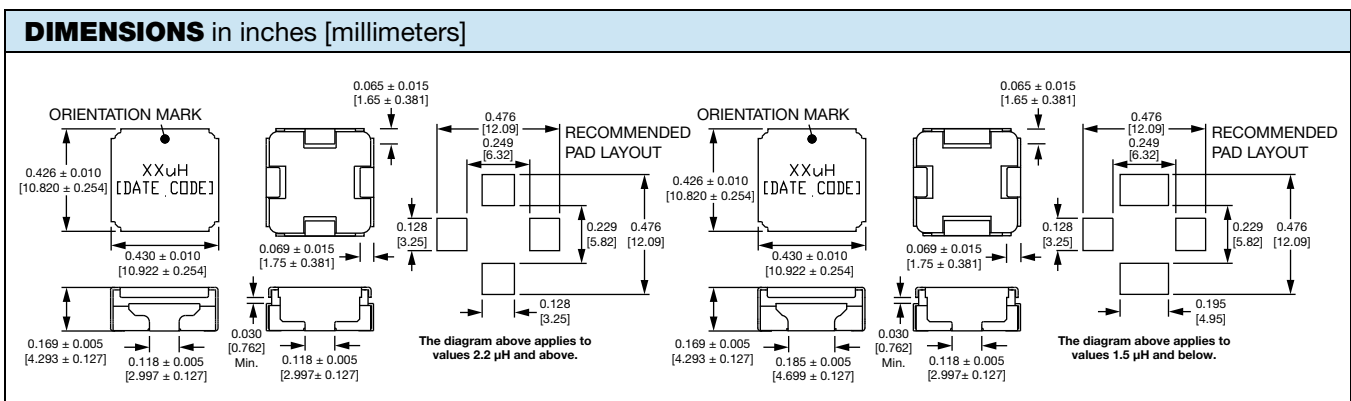 DIMENSIONS in inches [millimeters]
ORIENTATION MARK
XXuH
[DATE CODE]
0.426 ± 0.010
[10.820 ± 0.254]
0.430 ± 0.010
[10.922 ± 0.254]
0.065 ± 0.015
[1.65 ± 0.381]
0.069 ± 0.015
[1.75 ± 0.381]
0.476
[12.09]
0.249
[6.32]
RECOMMENDED
PAD LAYOUT
0.128
[3.25]
0.229
[5.82]
0.476
[12.09]
0.128
[3.25]
0.169 ± 0.005
[4.293 ± 0.127]
0.118 ± 0.005
[2.997 ± 0.127]
0.030
[0.762]
Min.
0.118 ± 0.005
[2.997± 0.127]
The diagram above applies to
values 2.2 µH and above.
ORIENTATION MARK
XXuH
[DATE CODE]
0.426 ± 0.010
[10.820 ± 0.254]
0.430 ± 0.010
[10.922 ± 0.254]
0.065 ± 0.015
[1.65 ± 0.381]
0.069 ± 0.015
[1.75 ± 0.381]
0.476
[12.09]
0.249
[6.32]
RECOMMENDED
PAD LAYOUT
0.128
[3.25]
0.229
[5.82]
0.476
[12.09]
0.195
[4.95]
0.169 ± 0.005
[4.293 ± 0.127]
0.185 ± 0.005
[4.699 ± 0.127]
0.030
[0.762]
Min.
0.118 ± 0.005
[2.997± 0.127]
The diagram above applies to
values 1.5 µH and below.